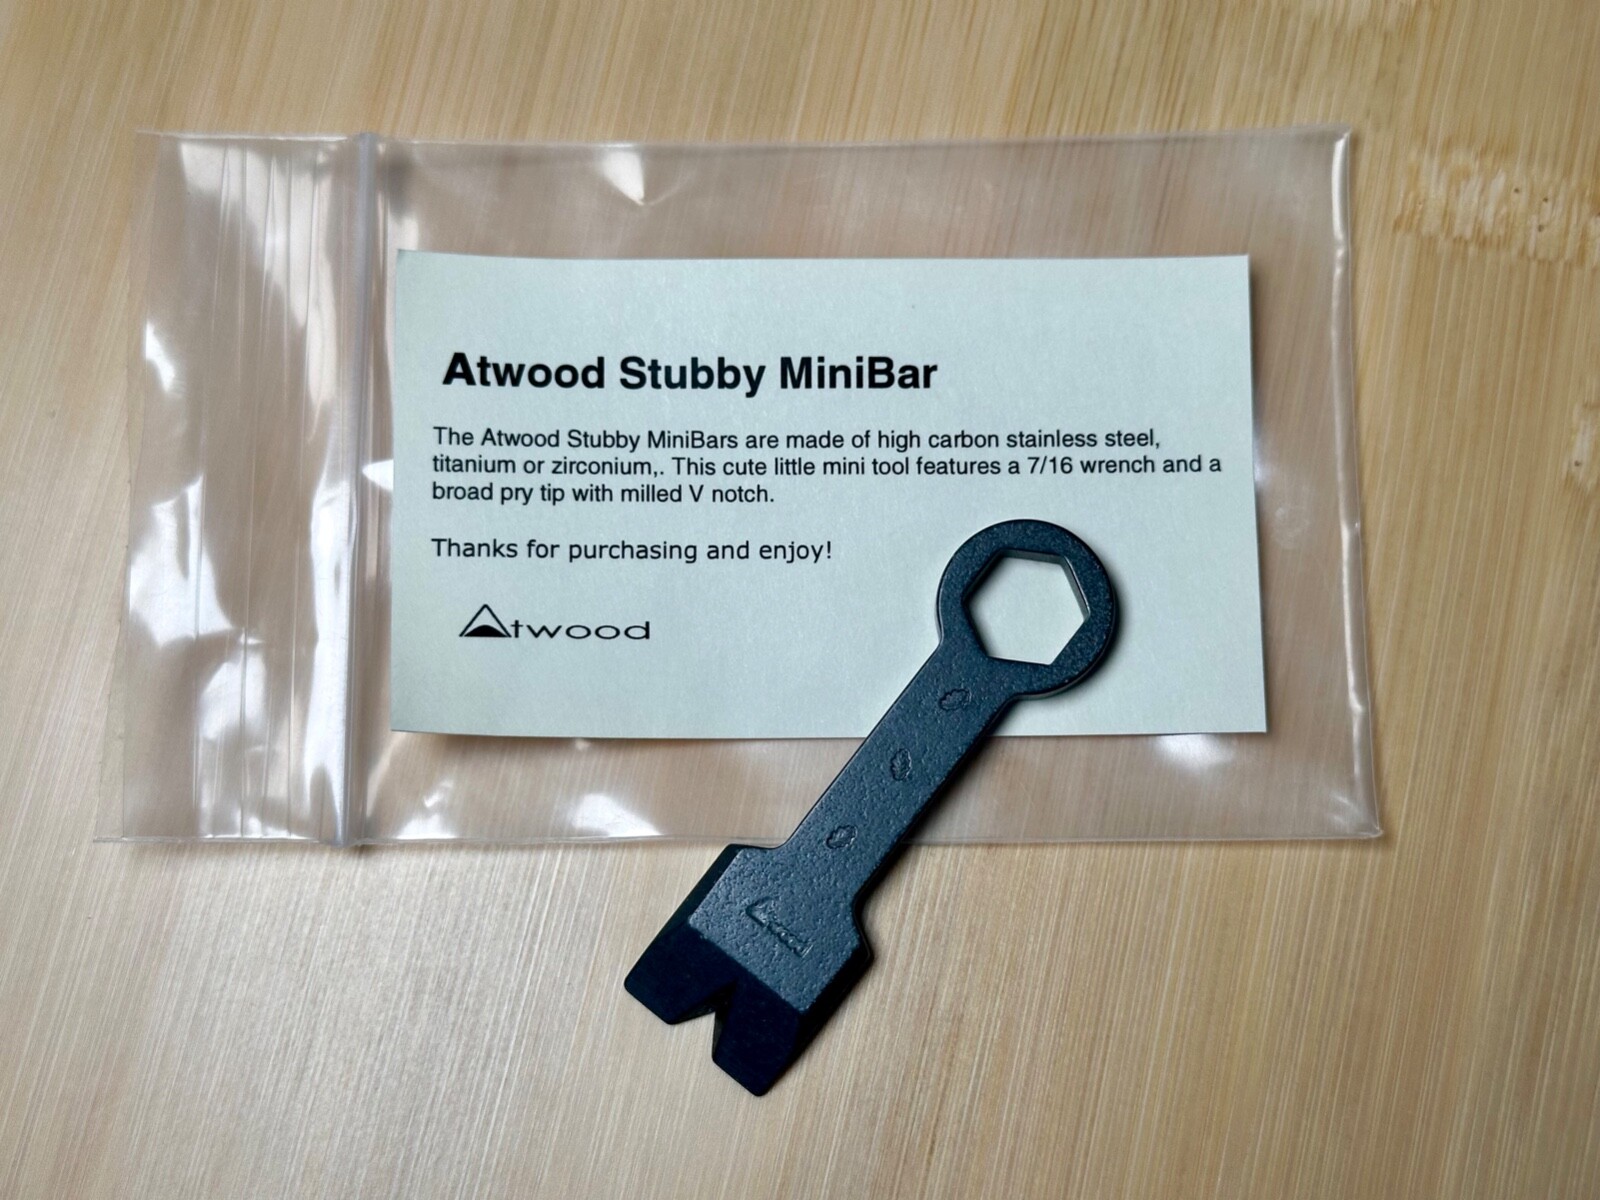 Atwood Stubby MiniBar
The Atwood Stubby MiniBars are made of high carbon stainless steel,
titanium or zirconium,. This cute little mini tool features a 7/16 wrench and a
broad pry tip with milled V notch.
Thanks for purchasing and enjoy!
Atwood